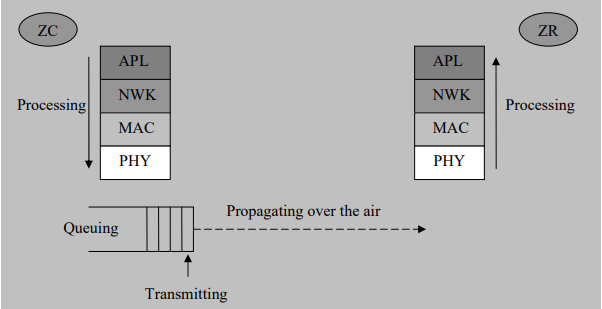 ZC
ZR
APL
APL
NWK
NWK
Processing
Processing
MAC
MAC
PHY
PHY
Propagating over the air
Queuing
Transmitting